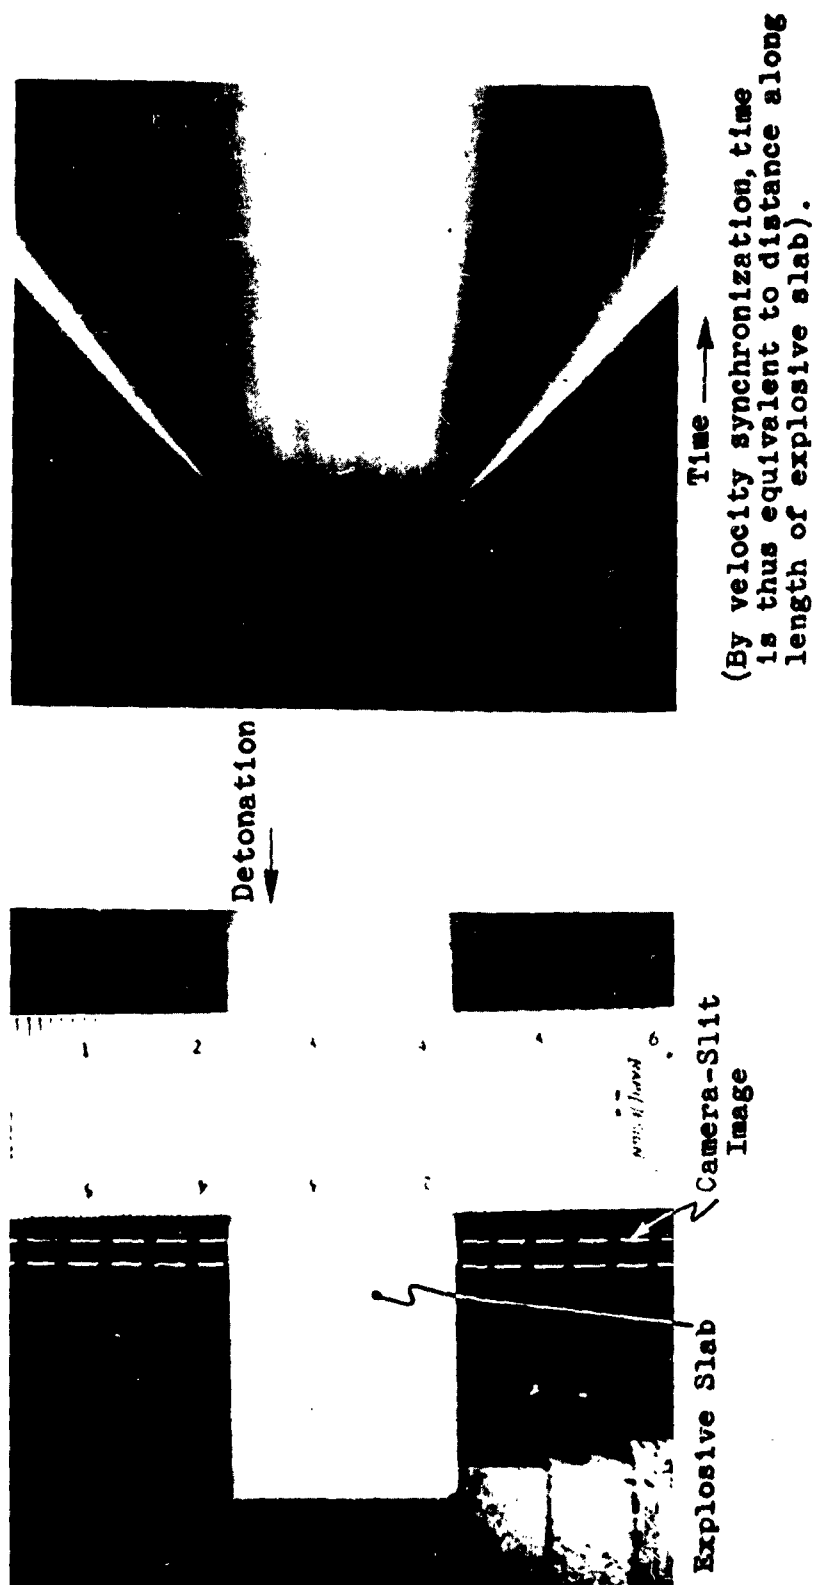 Time
(By velocity synchronization, time
is thus equivalent to distance along
length of explosive slab).
Detonation
1
2
6
Camera-Slit
Image
Explosive Slab